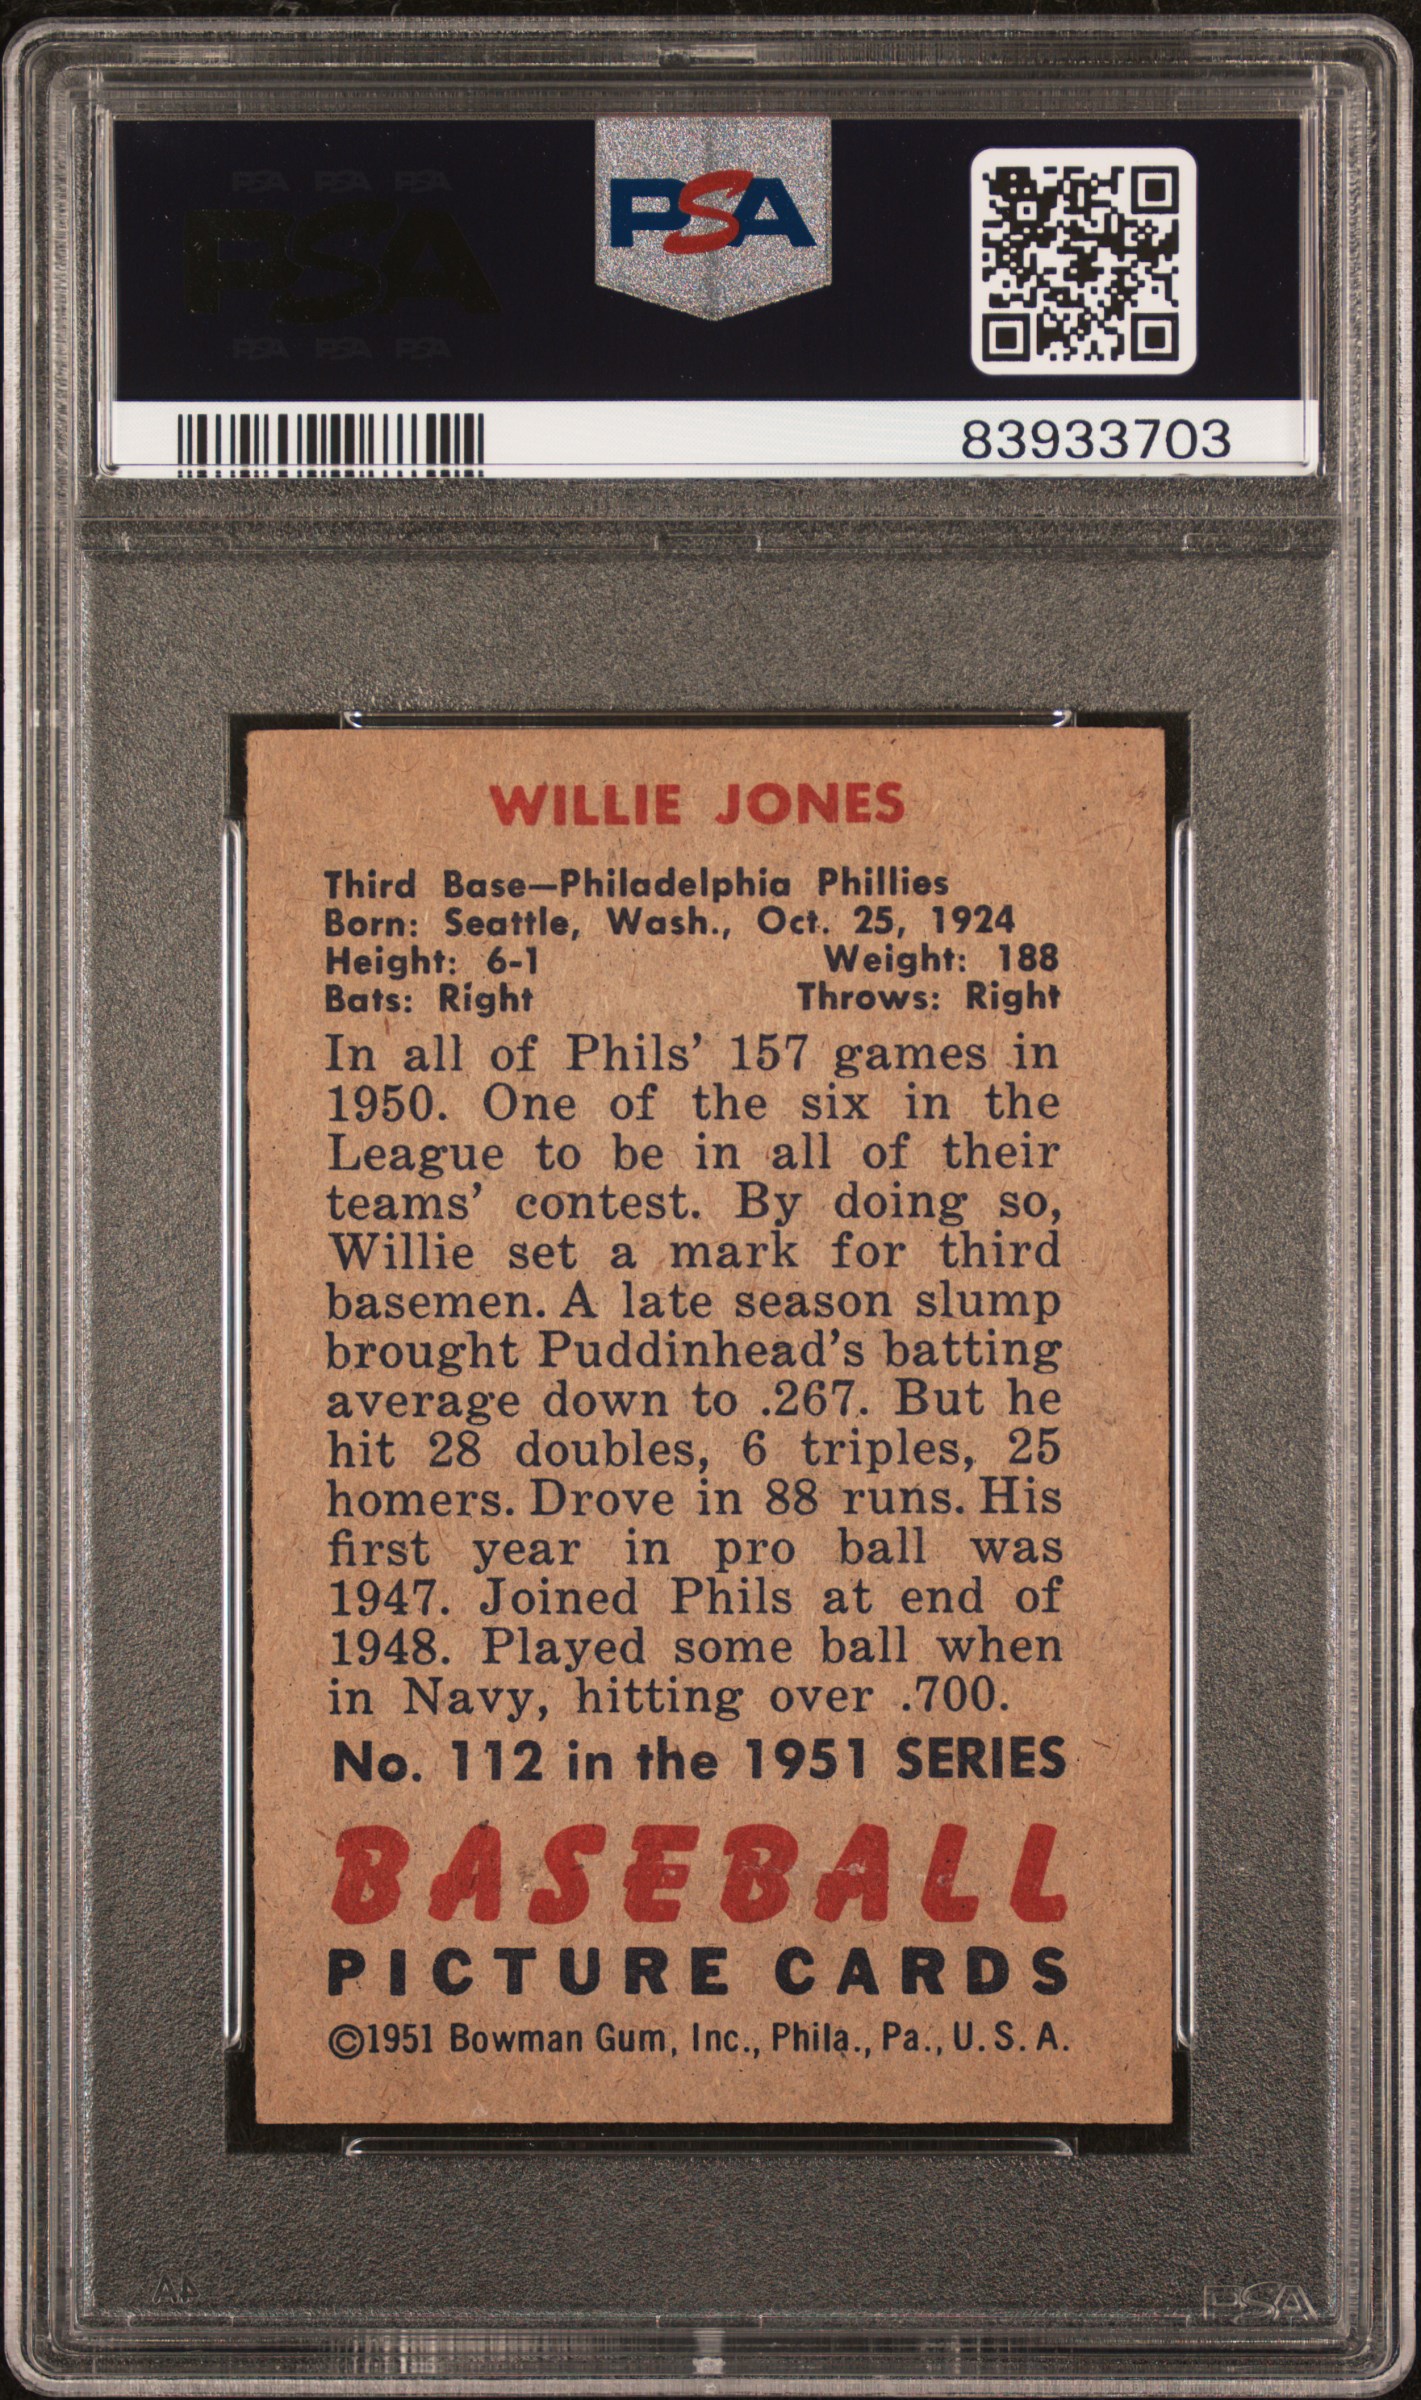 PSA PSA PSA
PSA
PSA PSA PSA
PSA
83933703
WILLIE JONES
Third Base—Philadelphia Phillies
Born: Seattle, Wash., Oct. 25, 1924
Height: 6-1 Weight: 188
Bats: Right Throws: Right
In all of Phils' 157 games in
1950. One of the six in the
League to be in all of their
teams' contest. By doing so,
Willie set a mark for third
basemen. A late season slump
brought Puddinhead's batting
average down to .267. But he
hit 28 doubles, 6 triples, 25
homers. Drove in 88 runs. His
first year in pro ball was
1947. Joined Phils at end of
1948. Played some ball when
in Navy, hitting over .700.
No. 112 in the 1951 SERIES
BASEBALL
PICTURE CARDS
©1951 Bowman Gum, Inc., Phila., Pa., U.S.A.
PSA